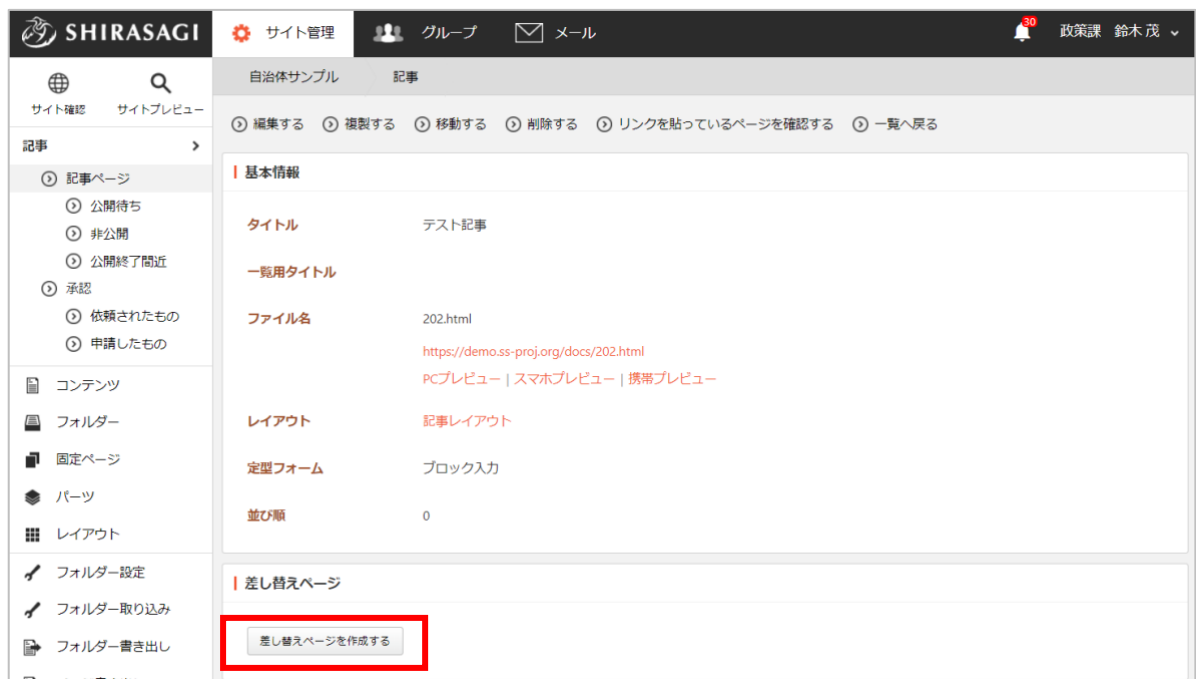 SHIRASAGI
サイト管理
グループ
メール
30
政策課 鈴木 茂
サイト確認
サイトプレビュー
記事
記事ページ
公開待ち
非公開
公開終了間近
承認
依頼されたもの
申請したもの
コンテンツ
フォルダー
固定ページ
パーツ
レイアウト
フォルダー設定
フォルダー取り込み
フォルダー書き出し
自治体サンプル 記事
編集する 複製する 移動する 削除する リンクを貼っているページを確認する 一覧へ戻る
基本情報
タイトル テスト記事
一覧用タイトル
ファイル名 202.html
https://demo.ss-proj.org/docs/202.html
PCプレビュー | スマホプレビュー | 携帯プレビュー
レイアウト 記事レイアウト
定型フォーム ブロック入力
並び順 0
差し替えページ
差し替えページを作成する